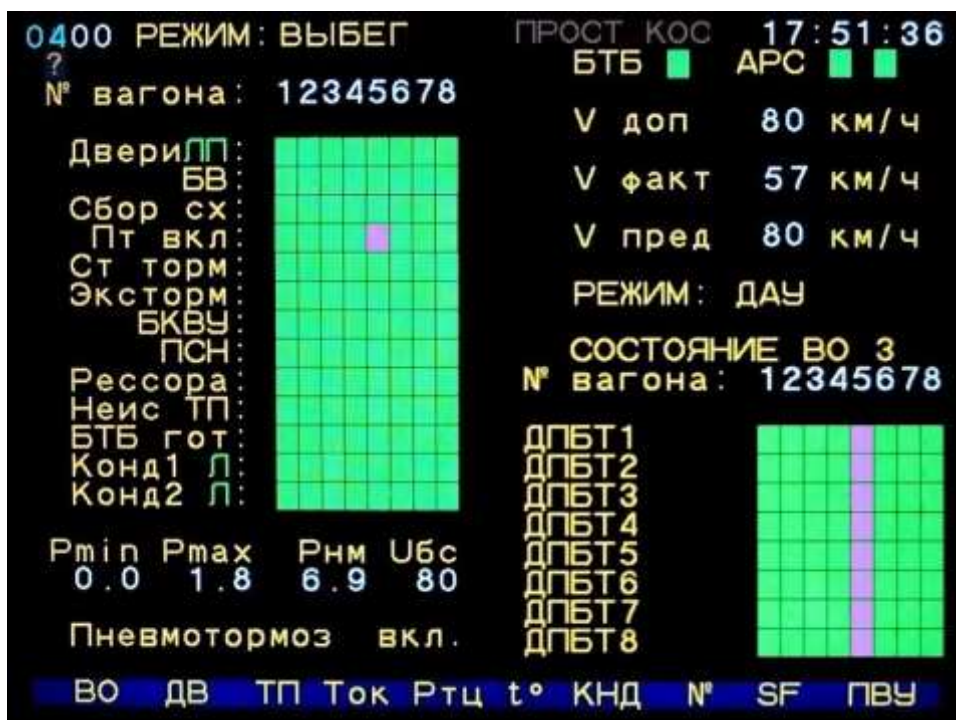 0400 РЕЖИМ: ВЫБЕГ
ПРОСТ КОС 17:51:36
?
БТБ АРС
№ вагона: 12345678
V доп 80 км/ч
ДвериЛП:
БВ:
V факт 57 км/ч
Сбор сх:
Пт вкл:
V пред 80 км/ч
Ст торм:
Эксторм:
РЕЖИМ: ДАУ
БКВУ:
ПСН:
СОСТОЯНИЕ ВО 3
Рессора:
№ вагона: 12345678
Неис ТП:
БТБ гот:
Конд1 Л:
Конд2 Л:
ДПБТ1
ДПБТ2
ДПБТ3
ДПБТ4
ДПБТ5
ДПБТ6
ДПБТ7
ДПБТ8
Pmin Pmax Рнм Uбс
0.0 1.8 6.9 80
Пневмотормоз вкл.
ВО ДВ ТП Ток Ртц t° КНД № SF ПВУ